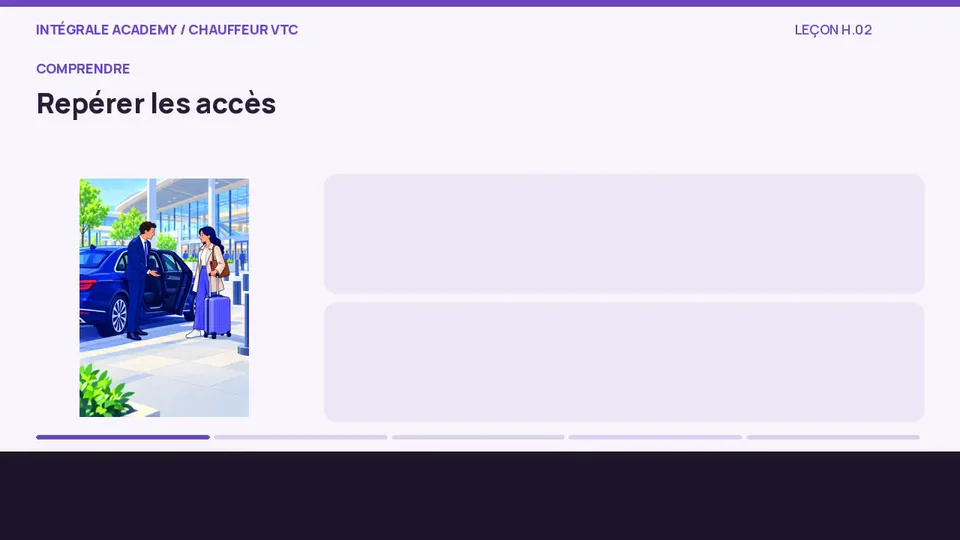 INTÉGRALE ACADEMY / CHAUFFEUR VTC
LEÇON H.02
COMPRENDRE
Repérer les accès